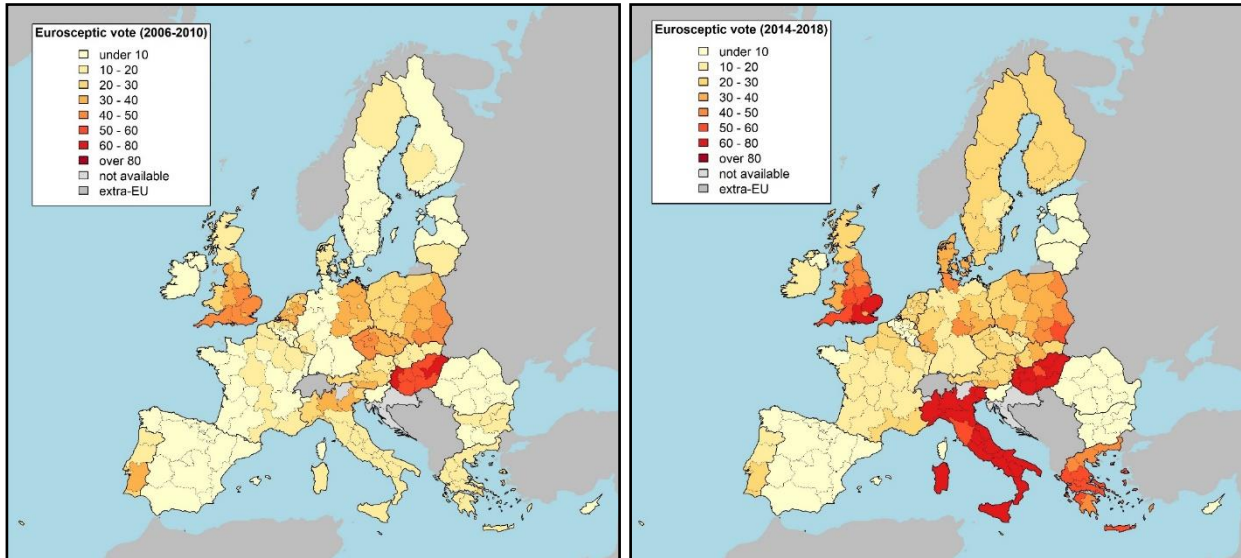 Eurosceptic vote (2006-2010)
under 10
10 - 20
20 - 30
30 - 40
40 - 50
50 - 60
60 - 80
over 80
not available
extra-EU
Eurosceptic vote (2014-2018)
under 10
10 - 20
20 - 30
30 - 40
40 - 50
50 - 60
60 - 80
over 80
not available
extra-EU